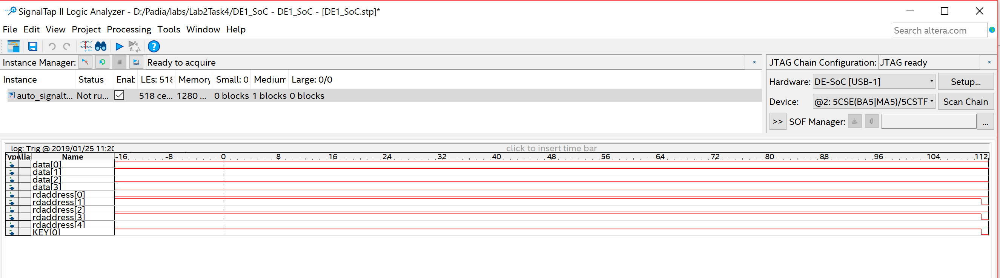 SignalTap II Logic Analyzer - D:/Padia/labs/Lab2Task4/DE1_SoC - DE1_SoC - [DE1_SoC.stp]*
File Edit View Project Processing Tools Window Help
Search altera.com
Instance Manager: Ready to acquire
JTAG Chain Configuration: JTAG ready
Instance Status Enab LEs: 518 Memory Small: 0 Medium Large: 0/0
auto_signalt... Not ru... 518 ce... 1280 ... 0 blocks 1 blocks 0 blocks
Hardware: DE-SoC [USB-1] Setup...
Device: @2: 5CSE(BA5|MA5)/5CSTF Scan Chain
>> SOF Manager: ...
log: Trig @ 2019/01/25 11:20
click to insert time bar
Name -16 -8 0 8 16 24 32 40 48 56 64 72 80 88 96 104 112
data[0]
data[1]
data[2]
data[3]
rdaddress[0]
rdaddress[1]
rdaddress[2]
rdaddress[3]
rdaddress[4]
KEY[0]